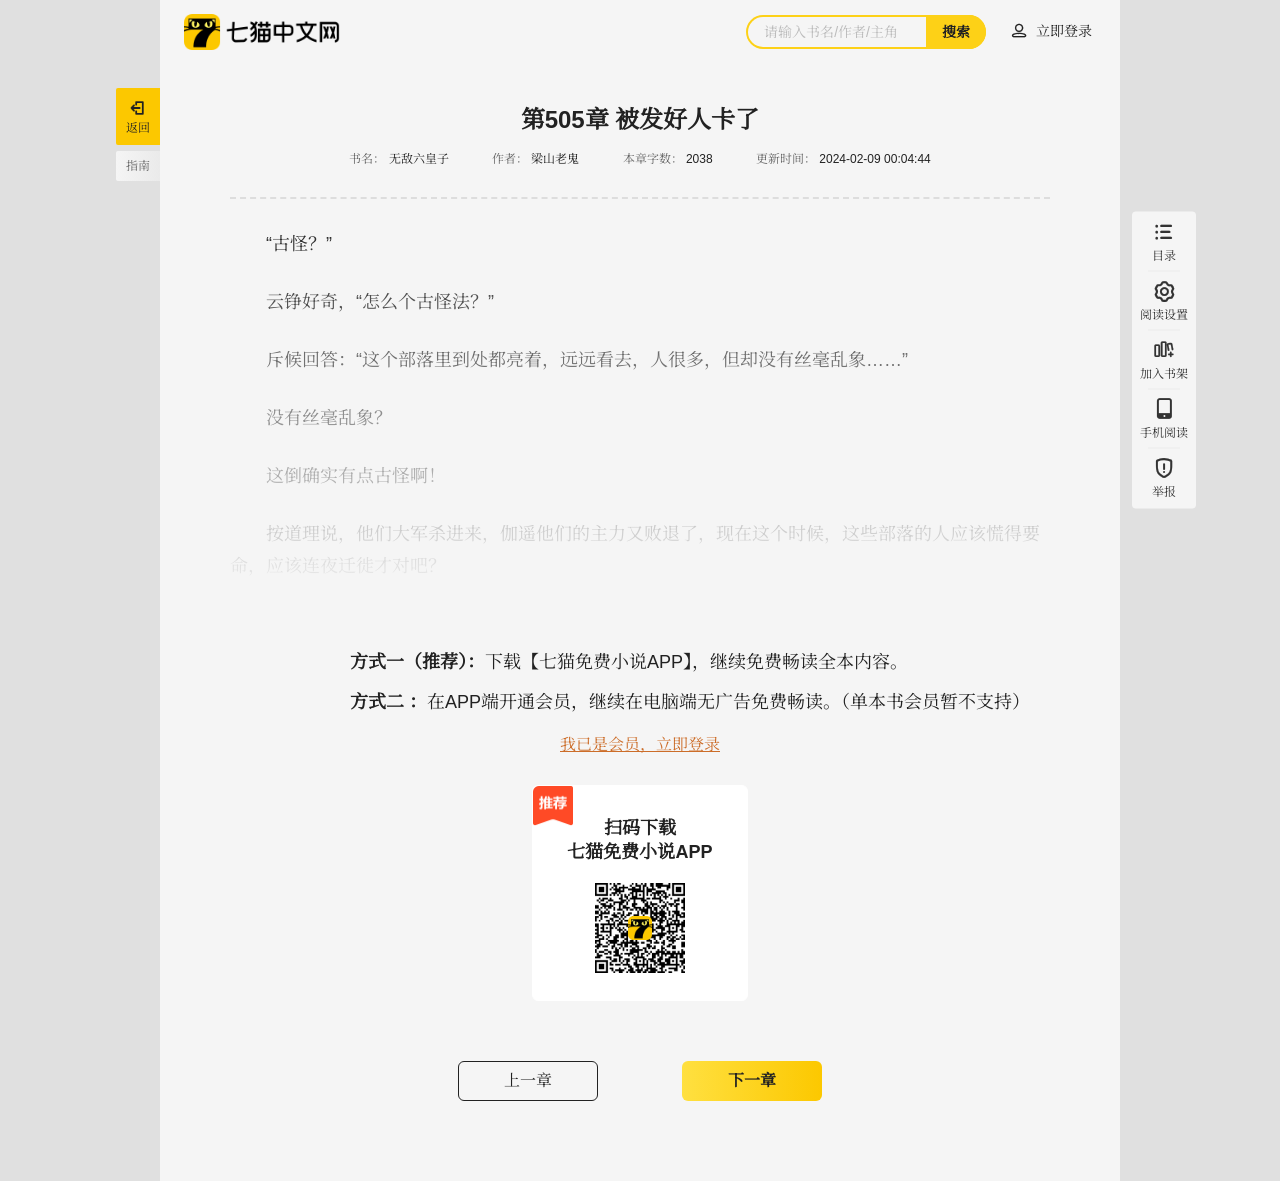 七猫中文网
请输入书名/作者/主角
搜索
立即登录
返回
指南
第505章 被发好人卡了
书名： 无敌六皇子 作者： 梁山老鬼 本章字数： 2038 更新时间： 2024-02-09 00:04:44
“古怪？”
云铮好奇，“怎么个古怪法？”
斥候回答：“这个部落里到处都亮着，远远看去，人很多，但却没有丝毫乱象……”
没有丝毫乱象？
这倒确实有点古怪啊！
按道理说，他们大军杀进来，伽遥他们的主力又败退了，现在这个时候，这些部落的人应该慌得要
命，应该连夜迁徙才对吧？
目录
阅读设置
加入书架
手机阅读
举报
方式一（推荐）：下载【七猫免费小说APP】，继续免费畅读全本内容。
方式二 ：在APP端开通会员，继续在电脑端无广告免费畅读。（单本书会员暂不支持）
我已是会员，立即登录
推荐
扫码下载
七猫免费小说APP
上一章
下一章